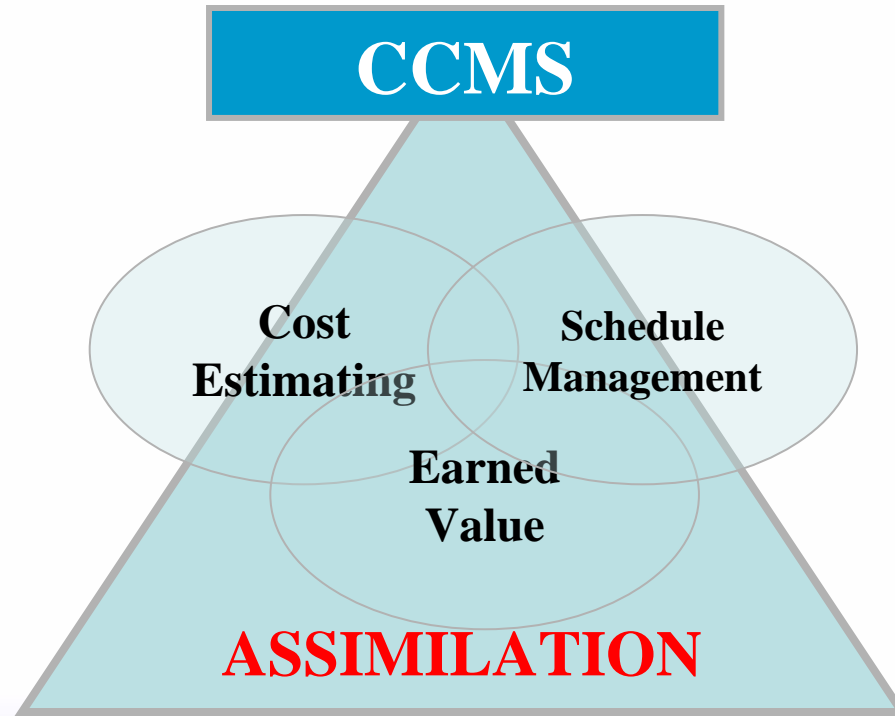 CCMS
Cost
Estimating
Schedule
Management
Earned
Value
ASSIMILATION